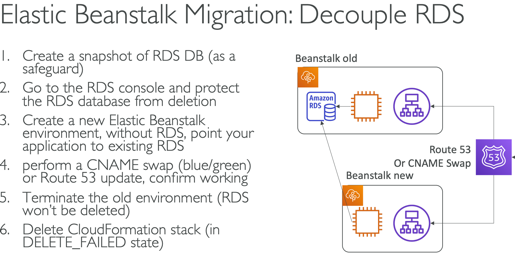 Elastic Beanstalk Migration: Decouple RDS
1. Create a snapshot of RDS DB (as a
safeguard)
2. Go to the RDS console and protect
the RDS database from deletion
3. Create a new Elastic Beanstalk
environment, without RDS, point your
application to existing RDS
4. perform a CNAME swap (blue/green)
or Route 53 update, confirm working
5. Terminate the old environment (RDS
won't be deleted)
6. Delete CloudFormation stack (in
DELETE_FAILED state)
Beanstalk old
Amazon
RDS
Route 53
Or CNAME Swap
53
Beanstalk new